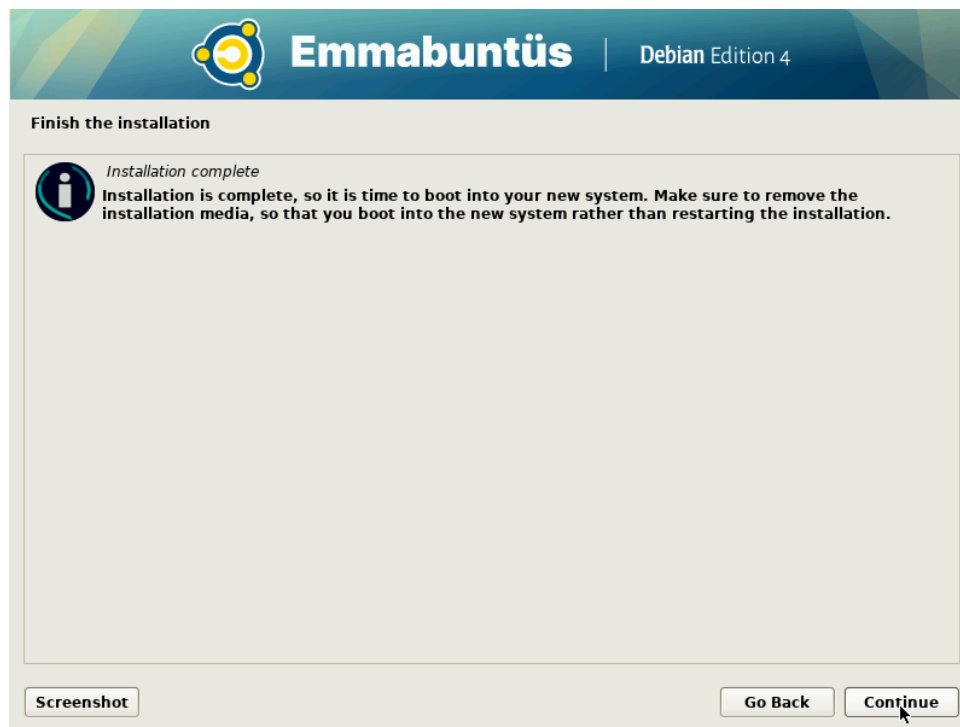 Emmabuntüs | Debian Edition 4
Finish the installation
Installation complete
Installation is complete, so it is time to boot into your new system. Make sure to remove the
installation media, so that you boot into the new system rather than restarting the installation.
Screenshot Go Back Continue